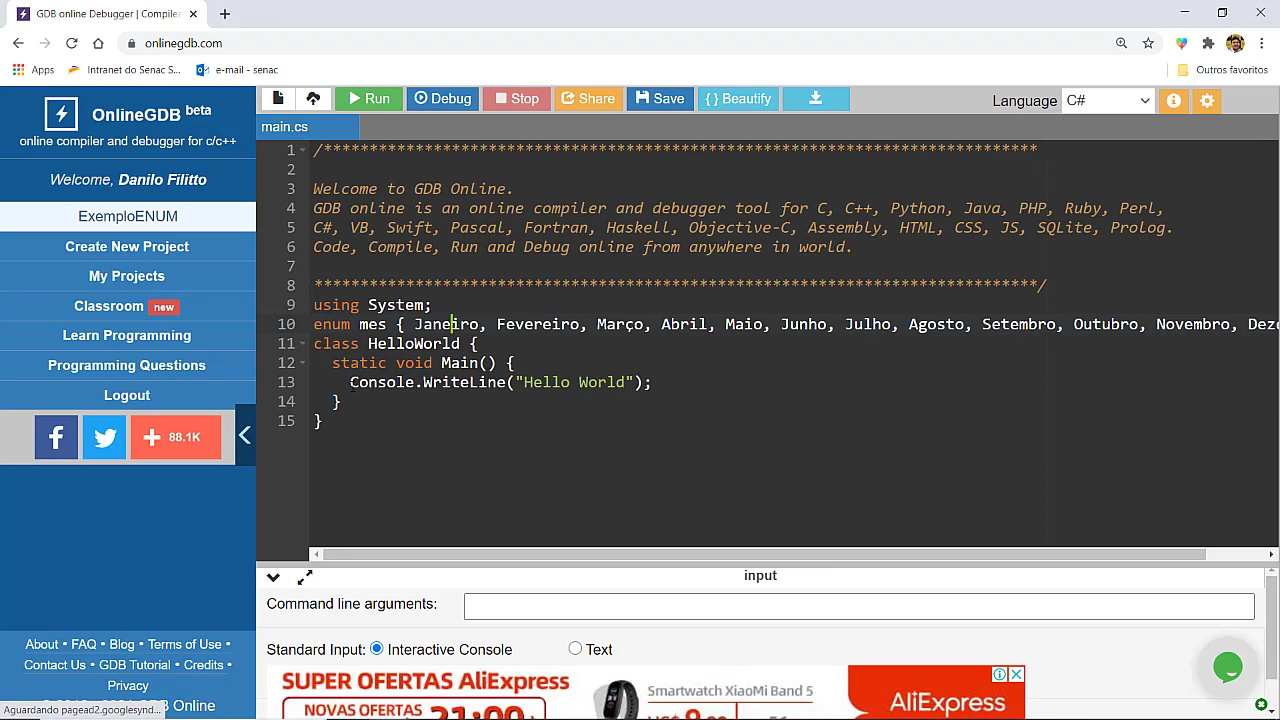 GDB online Debugger | Compiler
onlinegdb.com
Apps
Intranet do Senac S...
e-mail - senac
Outros favoritos
OnlineGDB beta
online compiler and debugger for c/c++
Welcome, Danilo Filitto
ExemploENUM
Create New Project
My Projects
Classroom new
Learn Programming
Programming Questions
Logout
88.1K
About • FAQ • Blog • Terms of Use •
Contact Us • GDB Tutorial • Credits •
Privacy
Online
Aguardando pagead2.googlesynd...
Run
Debug
Stop
Share
Save
{ } Beautify
Language C#
main.cs
1 /******************************************************************************
2
3 Welcome to GDB Online.
4 GDB online is an online compiler and debugger tool for C, C++, Python, Java, PHP, Ruby, Perl,
5 C#, VB, Swift, Pascal, Fortran, Haskell, Objective-C, Assembly, HTML, CSS, JS, SQLite, Prolog.
6 Code, Compile, Run and Debug online from anywhere in world.
7
8 *******************************************************************************/
9 using System;
10 enum mes { Janeiro, Fevereiro, Março, Abril, Maio, Junho, Julho, Agosto, Setembro, Outubro, Novembro, Deze
11 class HelloWorld {
12 static void Main() {
13 Console.WriteLine("Hello World");
14 }
15 }
input
Command line arguments:
Standard Input: Interactive Console Text
SUPER OFERTAS AliExpress
NOVAS OFERTAS
Smartwatch XiaoMi Band 5
AliExpress